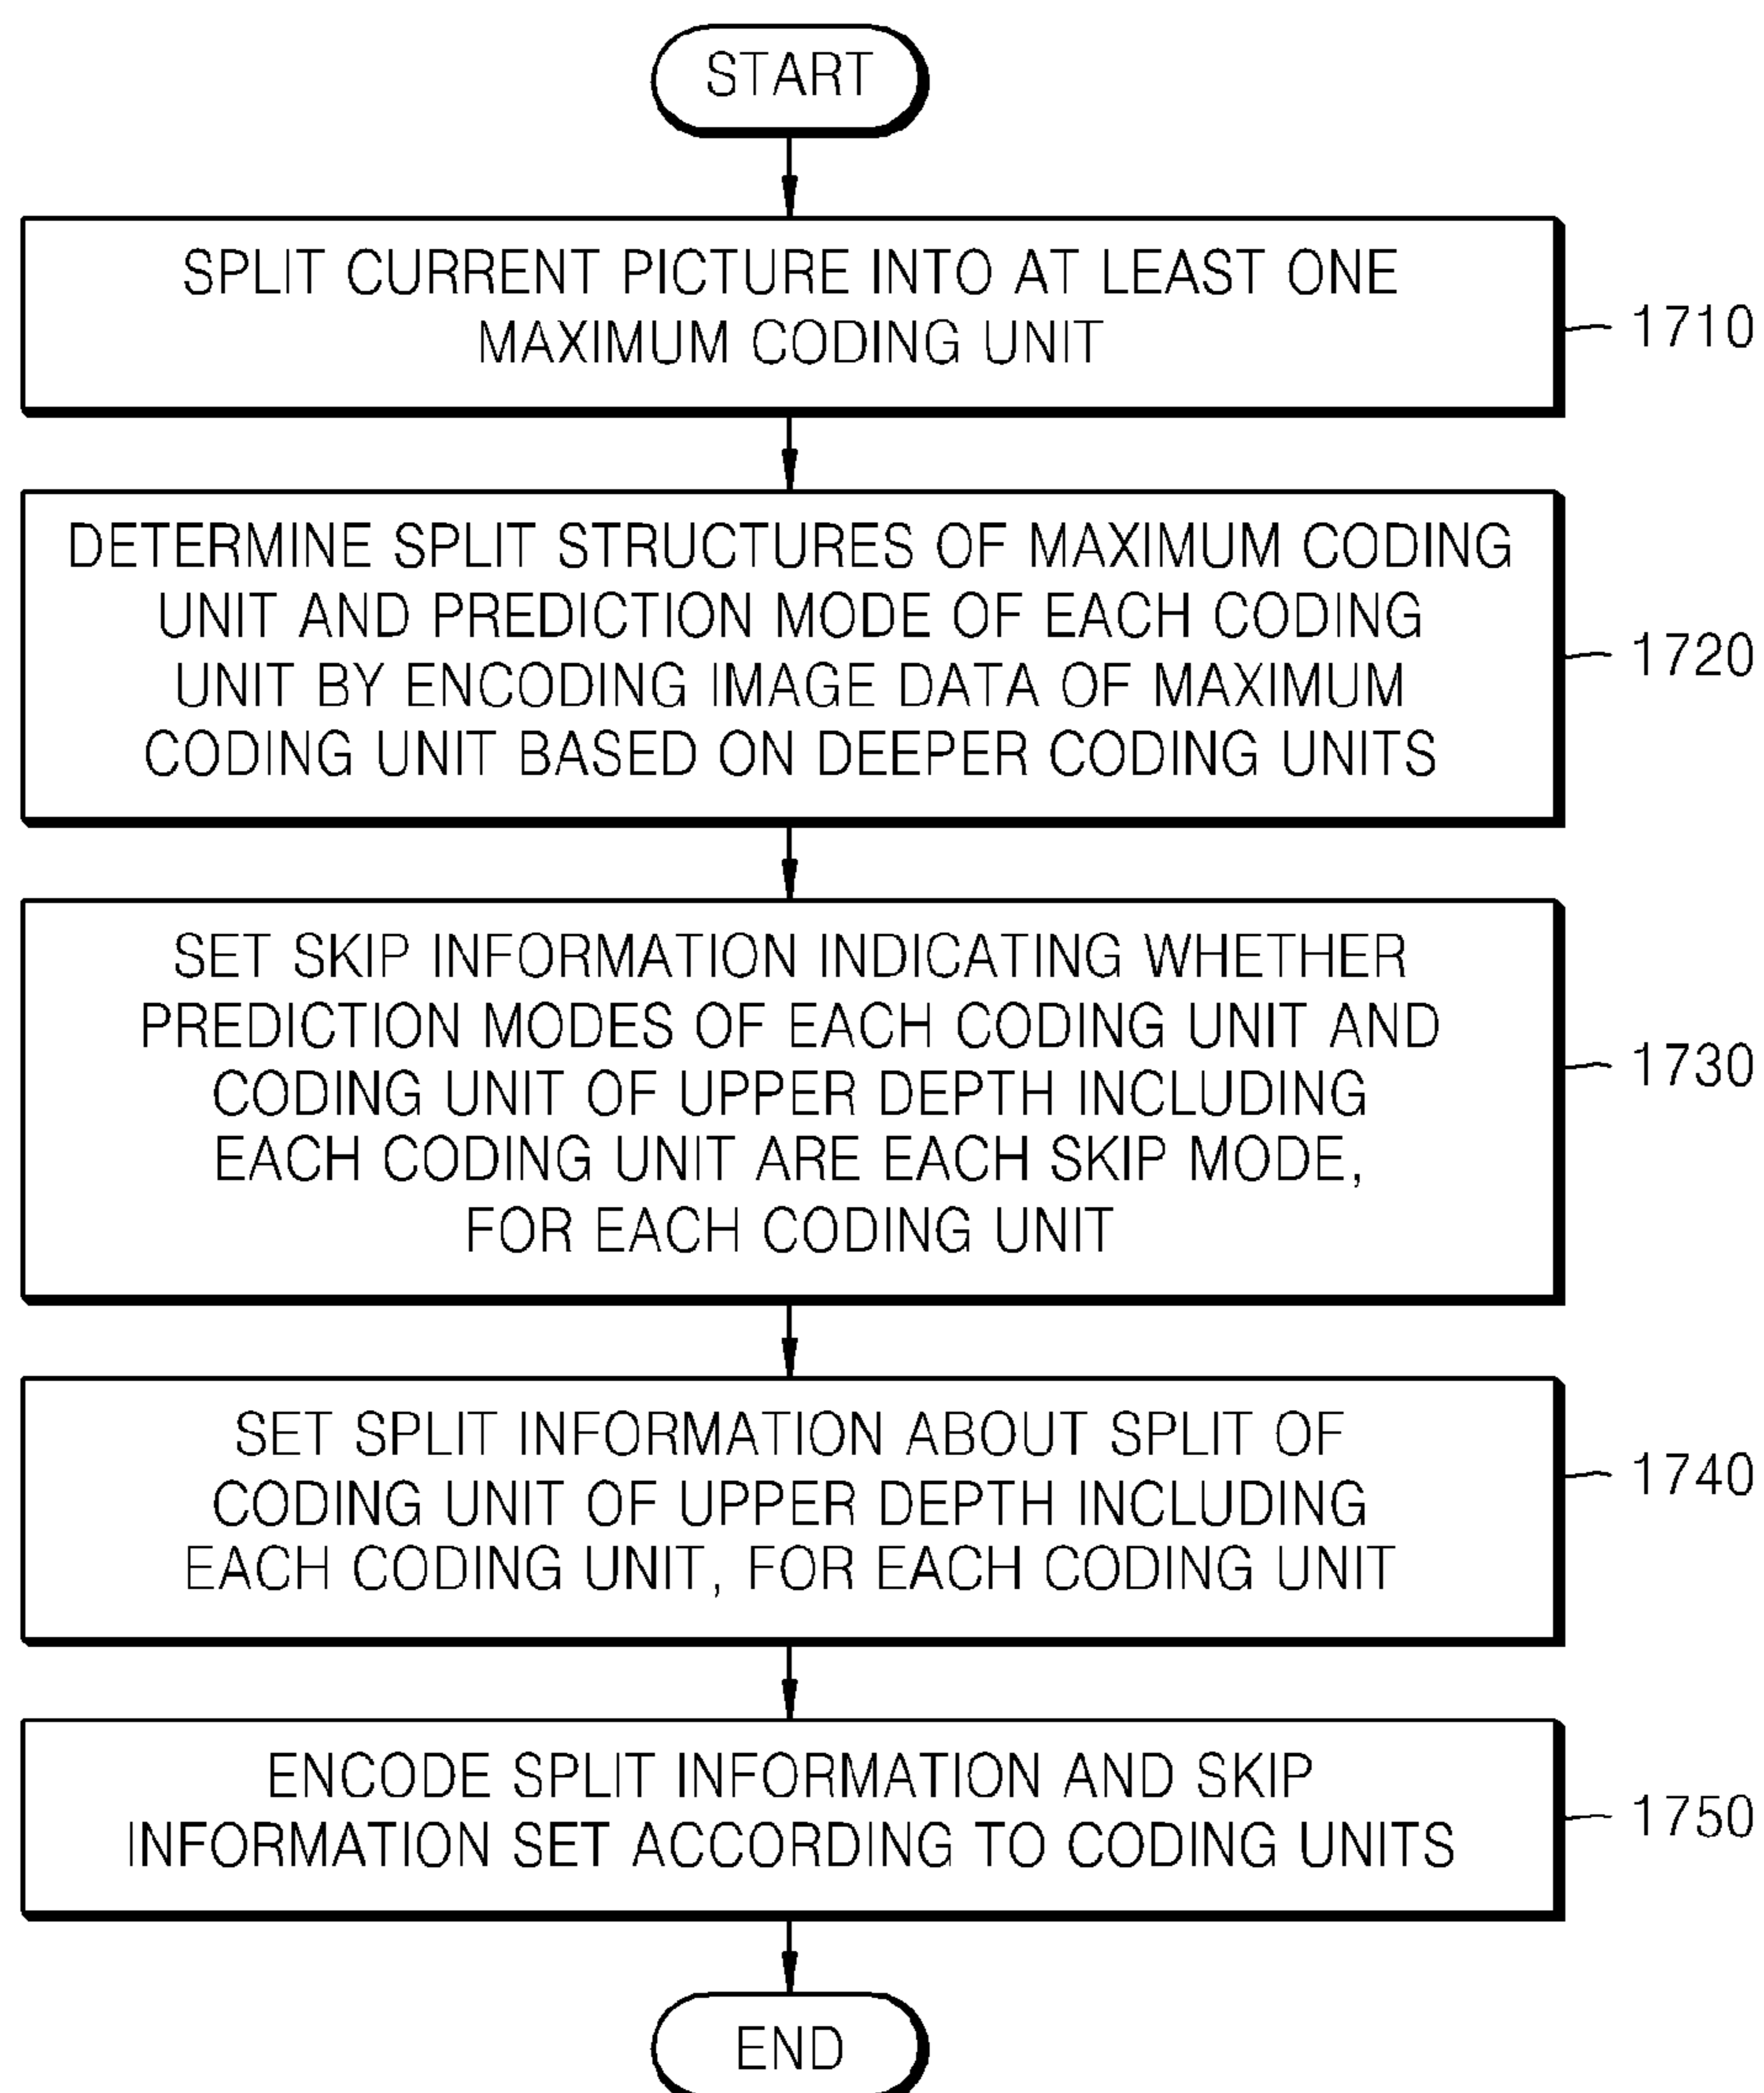 START
SPLIT CURRENT PICTURE INTO AT LEAST ONE
MAXIMUM CODING UNIT
1710
DETERMINE SPLIT STRUCTURES OF MAXIMUM CODING
UNIT AND PREDICTION MODE OF EACH CODING
UNIT BY ENCODING IMAGE DATA OF MAXIMUM
CODING UNIT BASED ON DEEPER CODING UNITS
1720
SET SKIP INFORMATION INDICATING WHETHER
PREDICTION MODES OF EACH CODING UNIT AND
CODING UNIT OF UPPER DEPTH INCLUDING
EACH CODING UNIT ARE EACH SKIP MODE,
FOR EACH CODING UNIT
1730
SET SPLIT INFORMATION ABOUT SPLIT OF
CODING UNIT OF UPPER DEPTH INCLUDING
EACH CODING UNIT, FOR EACH CODING UNIT
1740
ENCODE SPLIT INFORMATION AND SKIP
INFORMATION SET ACCORDING TO CODING UNITS
1750
END